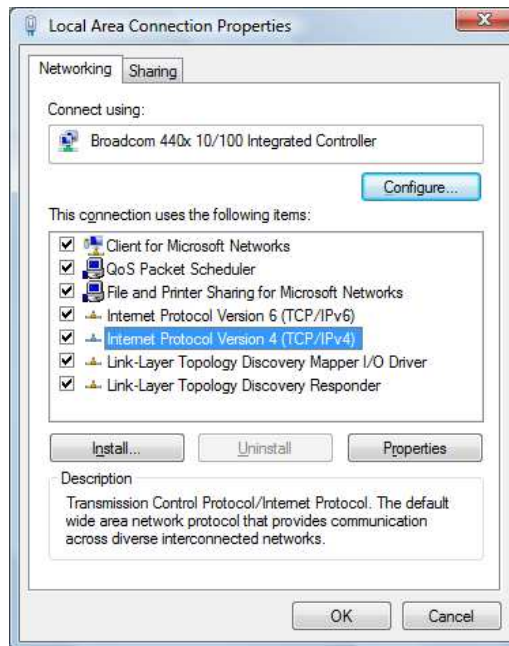 Local Area Connection Properties
Networking
Sharing
Connect using:
Broadcom 440x 10/100 Integrated Controller
Configure...
This connection uses the following items:
Client for Microsoft Networks
QoS Packet Scheduler
File and Printer Sharing for Microsoft Networks
Internet Protocol Version 6 (TCP/IPv6)
Internet Protocol Version 4 (TCP/IPv4)
Link-Layer Topology Discovery Mapper I/O Driver
Link-Layer Topology Discovery Responder
Install...
Uninstall
Properties
Description
Transmission Control Protocol/Internet Protocol. The default
wide area network protocol that provides communication
across diverse interconnected networks.
OK
Cancel